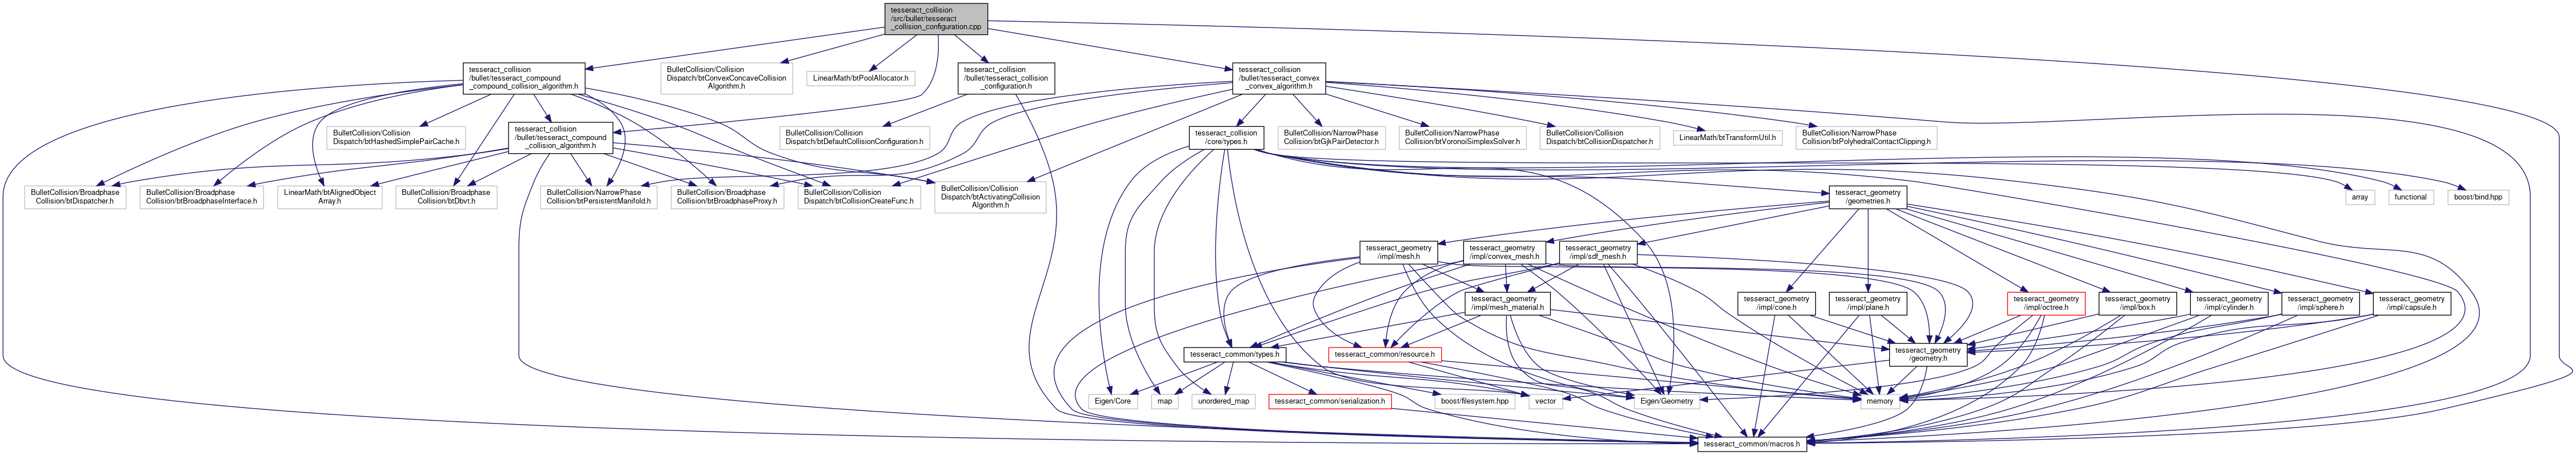 tesseract_collision
/src/bullet/tesseract
_collision_configuration.cpp
tesseract_collision
/bullet/tesseract_compound
_compound_collision_algorithm.h
BulletCollision/Collision
Dispatch/btConvexConcaveCollision
Algorithm.h
LinearMath/btPoolAllocator.h
tesseract_collision
/bullet/tesseract_collision
_configuration.h
tesseract_collision
/bullet/tesseract_convex
_convex_algorithm.h
BulletCollision/Collision
Dispatch/btHashedSimplePairCache.h
tesseract_collision
/bullet/tesseract_compound
_collision_algorithm.h
BulletCollision/Collision
Dispatch/btDefaultCollisionConfiguration.h
tesseract_collision
/core/types.h
BulletCollision/NarrowPhase
Collision/btGjkPairDetector.h
BulletCollision/NarrowPhase
Collision/btVoronoiSimplexSolver.h
BulletCollision/Collision
Dispatch/btCollisionDispatcher.h
LinearMath/btTransformUtil.h
BulletCollision/NarrowPhase
Collision/btPolyhedralContactClipping.h
BulletCollision/Broadphase
Collision/btDispatcher.h
BulletCollision/Broadphase
Collision/btBroadphaseInterface.h
LinearMath/btAlignedObject
Array.h
BulletCollision/Broadphase
Collision/btDbvt.h
BulletCollision/NarrowPhase
Collision/btPersistentManifold.h
BulletCollision/Broadphase
Collision/btBroadphaseProxy.h
BulletCollision/Collision
Dispatch/btCollisionCreateFunc.h
BulletCollision/Collision
Dispatch/btActivatingCollision
Algorithm.h
tesseract_geometry
/geometries.h
array
functional
boost/bind.hpp
tesseract_geometry
/impl/mesh.h
tesseract_geometry
/impl/convex_mesh.h
tesseract_geometry
/impl/sdf_mesh.h
tesseract_geometry
/impl/mesh_material.h
tesseract_geometry
/impl/cone.h
tesseract_geometry
/impl/plane.h
tesseract_geometry
/impl/octree.h
tesseract_geometry
/impl/box.h
tesseract_geometry
/impl/cylinder.h
tesseract_geometry
/impl/sphere.h
tesseract_geometry
/impl/capsule.h
tesseract_common/types.h
tesseract_common/resource.h
tesseract_geometry
/geometry.h
Eigen/Core
map
unordered_map
tesseract_common/serialization.h
boost/filesystem.hpp
vector
Eigen/Geometry
memory
tesseract_common/macros.h